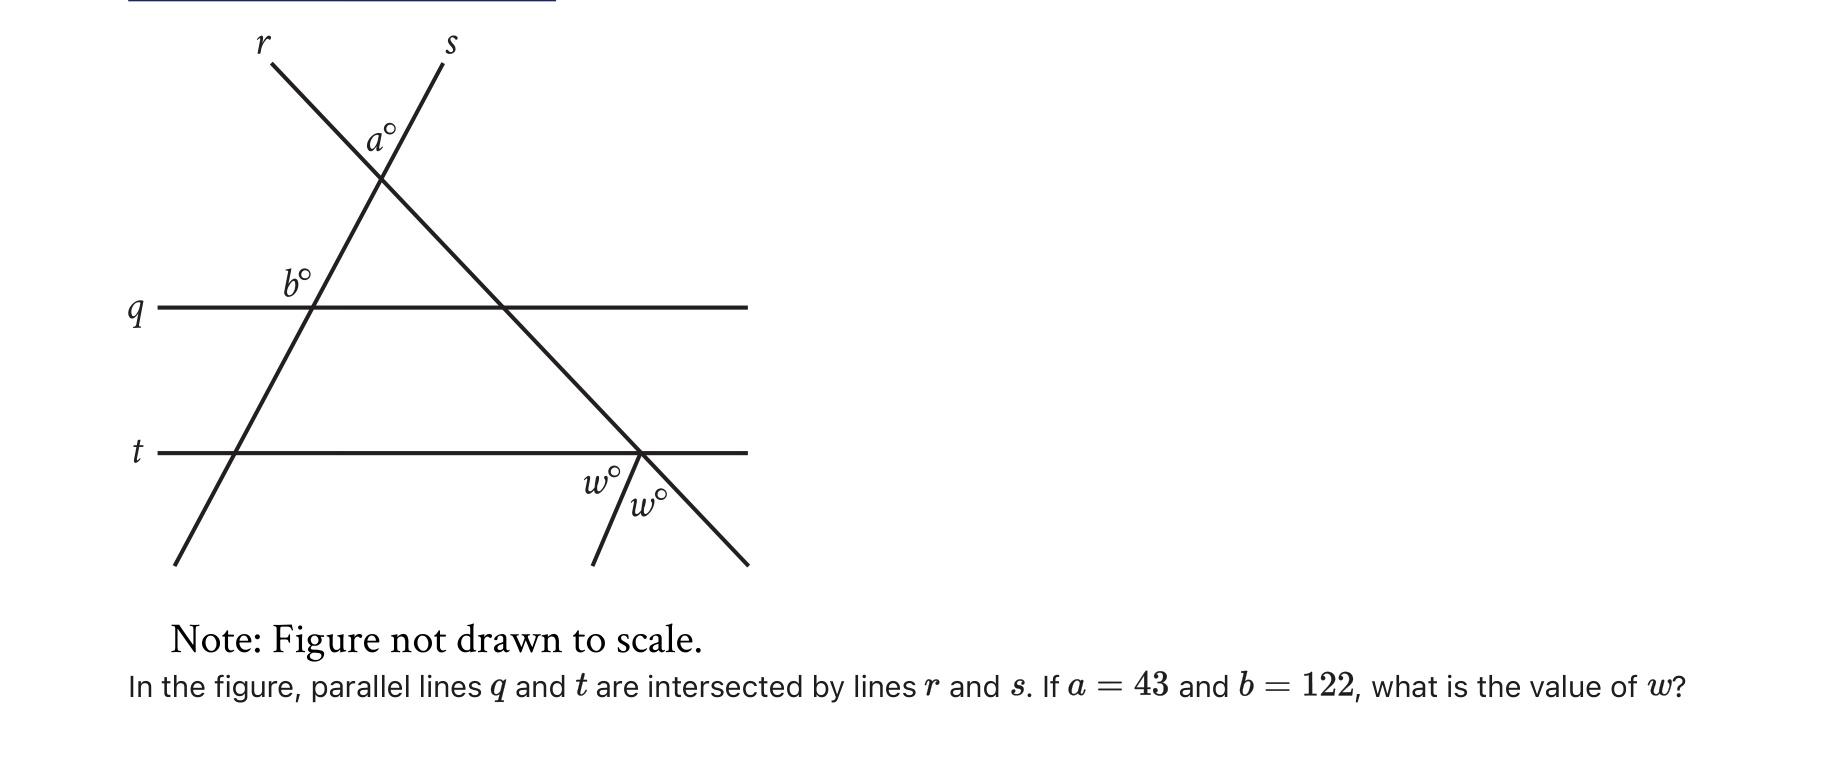 r s
a°
b°
q
t
w°
w°
Note: Figure not drawn to scale.
In the figure, parallel lines q and t are intersected by lines r and s. If a = 43 and b = 122, what is the value of w?